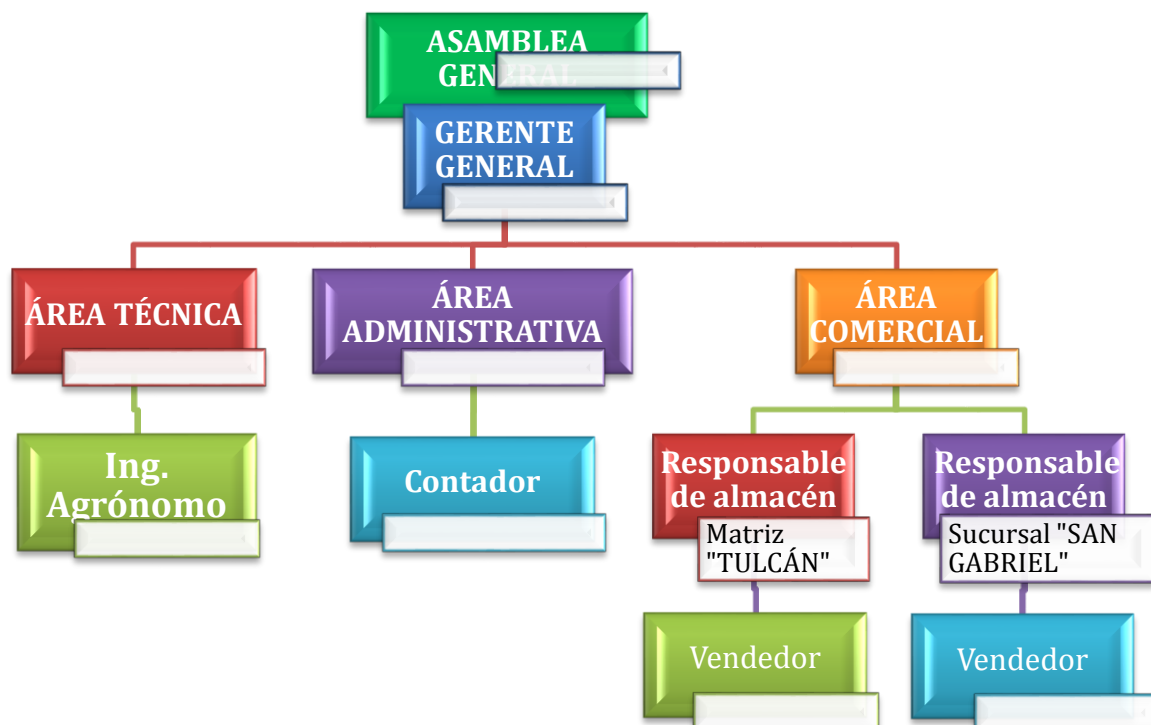 ASAMBLEA
GENERAL
GERENTE
GENERAL
ÁREA TÉCNICA
ÁREA
ADMINISTRATIVA
ÁREA
COMERCIAL
Ing.
Agrónomo
Contador
Responsable
de almacén
Matriz
"TULCÁN"
Responsable
de almacén
Sucursal "SAN
GABRIEL"
Vendedor
Vendedor